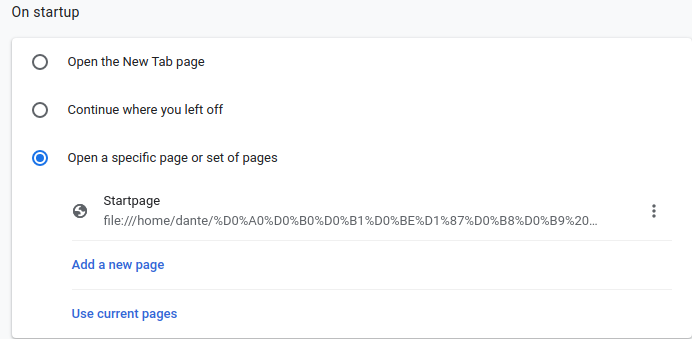 On startup
Open the New Tab page
Continue where you left off
Open a specific page or set of pages
Startpage
file:///home/dante/%D0%A0%D0%B0%D0%B1%D0%BE%D1%87%D0%B8%D0%B9%20…
Add a new page
Use current pages